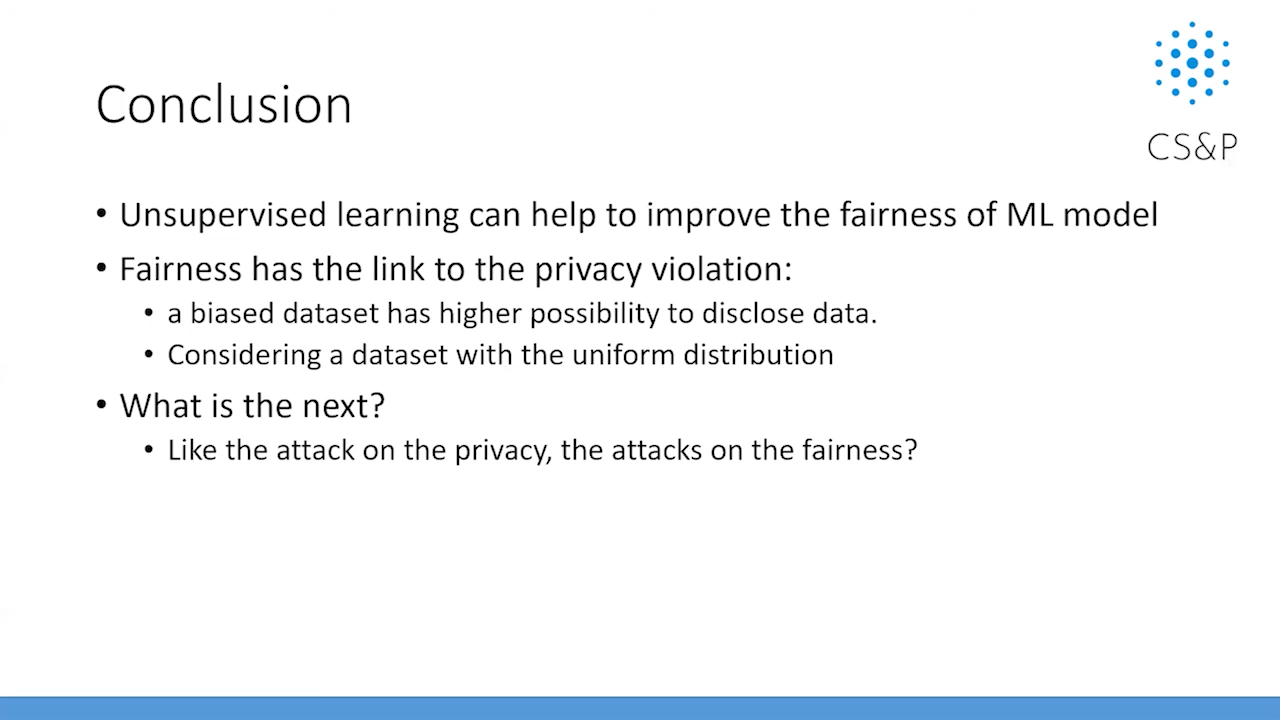 CS&P
Conclusion
• Unsupervised learning can help to improve the fairness of ML model
• Fairness has the link to the privacy violation:
• a biased dataset has higher possibility to disclose data.
• Considering a dataset with the uniform distribution
• What is the next?
• Like the attack on the privacy, the attacks on the fairness?